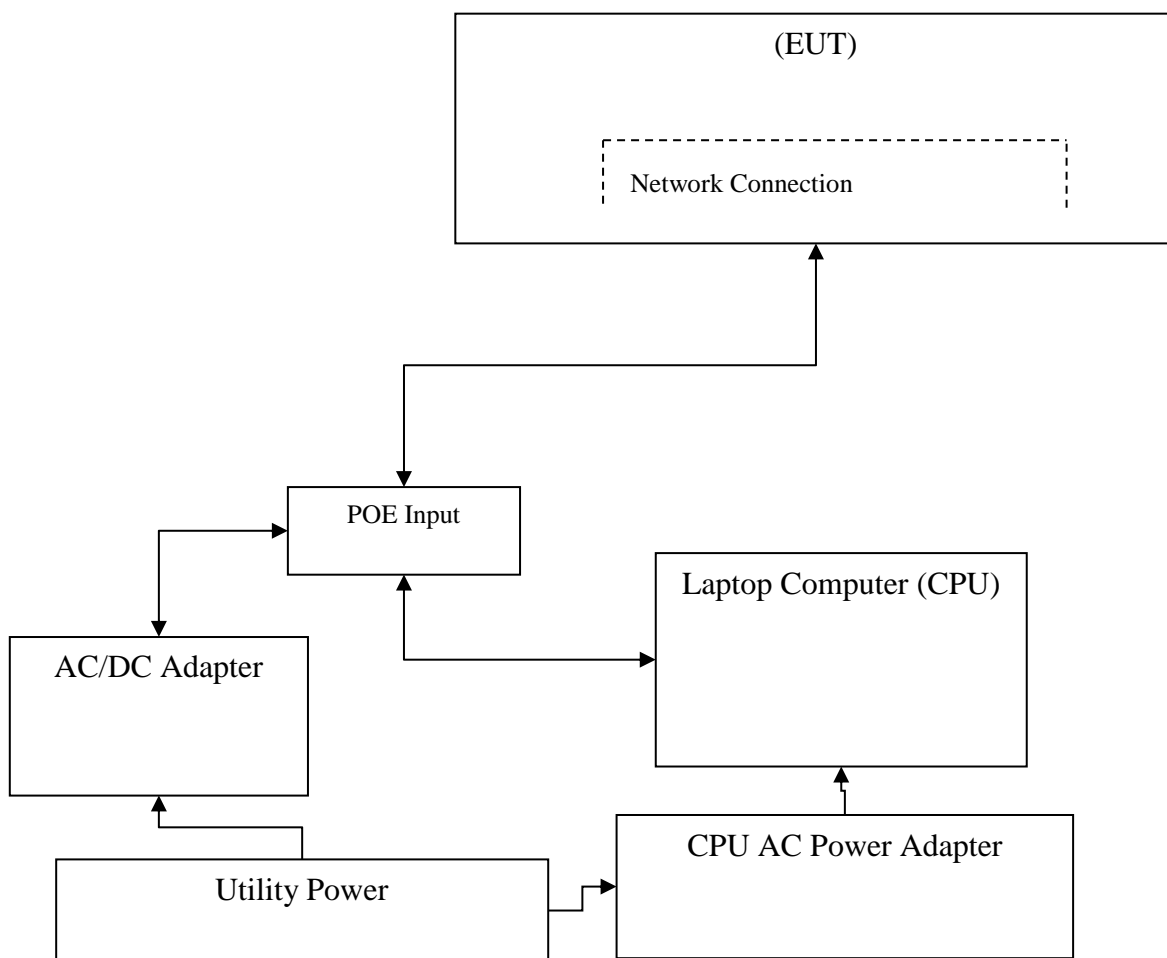 (EUT)
Network Connection
POE Input
Laptop Computer (CPU)
AC/DC Adapter
CPU AC Power Adapter
Utility Power